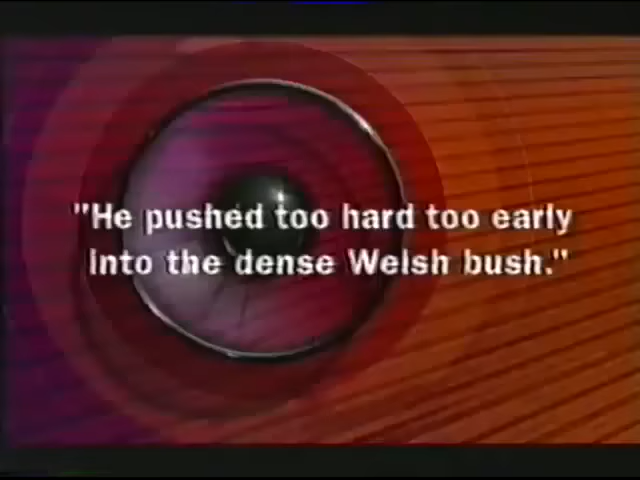 "He pushed too hard too early
into the dense Welsh bush."